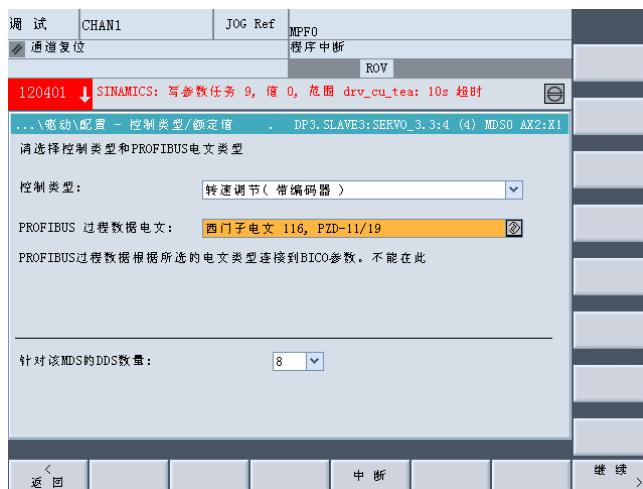 调 试 CHAN1 JOG Ref MPF0
通道复位 程序中断
ROV
120401 SINAMICS: 写参数任务 9, 值 0, 范围 drv_cu_tea: 10s 超时
...\驱动\配置 - 控制类型/额定值 . DP3.SLAVE3:SERVO_3.3:4 (4) MDS0 AX2:X1
请选择控制类型和PROFIBUS电文类型
控制类型: 转速调节( 带编码器 )
PROFIBUS 过程数据电文: 西门子电文 116, PZD-11/19
PROFIBUS过程数据根据所选的电文类型连接到BICO参数。不能在此
针对该MDS的DDS数量: 8
< 返 回 中 断 继 续 >